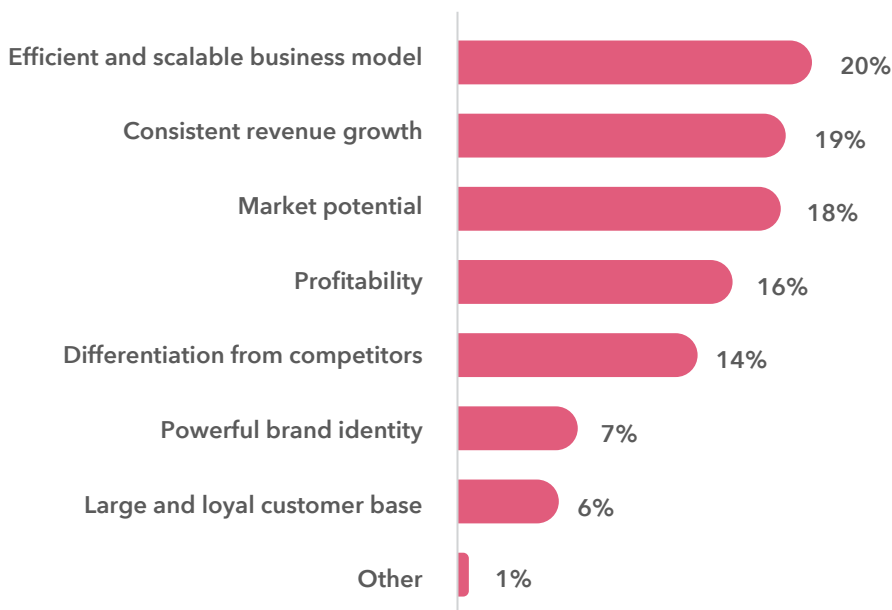 Efficient and scalable business model 20%
Consistent revenue growth 19%
Market potential 18%
Profitability 16%
Differentiation from competitors 14%
Powerful brand identity 7%
Large and loyal customer base 6%
Other 1%